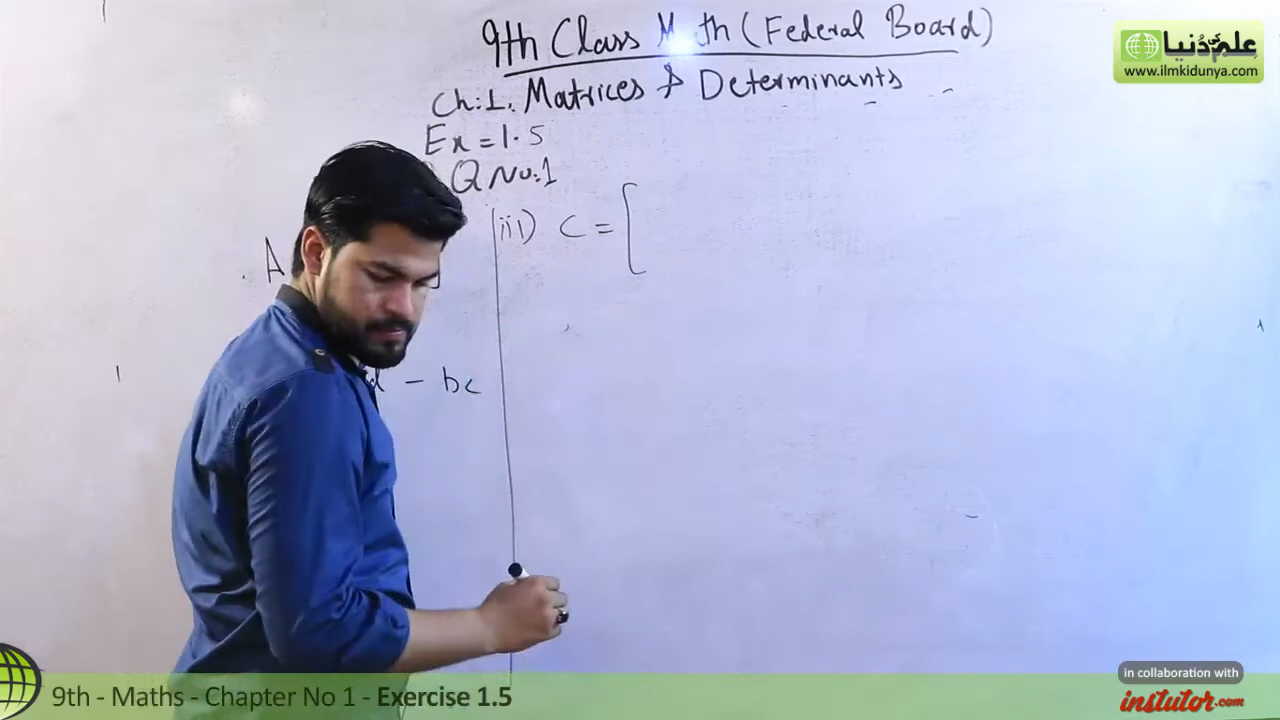 9th Class Math (Federal Board)
علم کی دُنیا
www.ilmkidunya.com
Ch:1. Matrices & Determinants
Ex = 1.5
Q No:1
iii) C = [
A
d - bc
9th - Maths - Chapter No 1 - Exercise 1.5
in collaboration with
instutor.com